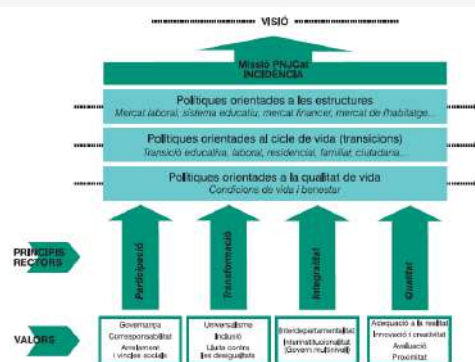 VISIÓ
Missió PNJCat
INCIDÈNCIA
Polítiques orientades a les estructures
Mercat laboral, sistema educatiu, mercat financer, mercat de l'habitatge...
Polítiques orientades al cicle de vida (transicions)
Transició educativa, laboral, residencial, familiar, ciutadania...
Polítiques orientades a la qualitat de vida
Condicions de vida i benestar
PRINCIPIS
RECTORS
Participació
Transformació
Integralitat
Qualitat
VALORS
Governança
Corresponsabilitat
Arrelament
i vincles socials
Universalisme
Inclusió
Lluita contra
les desigualtats
Interdepartamentalitat
Interinstitucionalitat
(Govern multinivell)
Adequació a la realitat
Innovació i creativitat
Avaluació
Proximitat